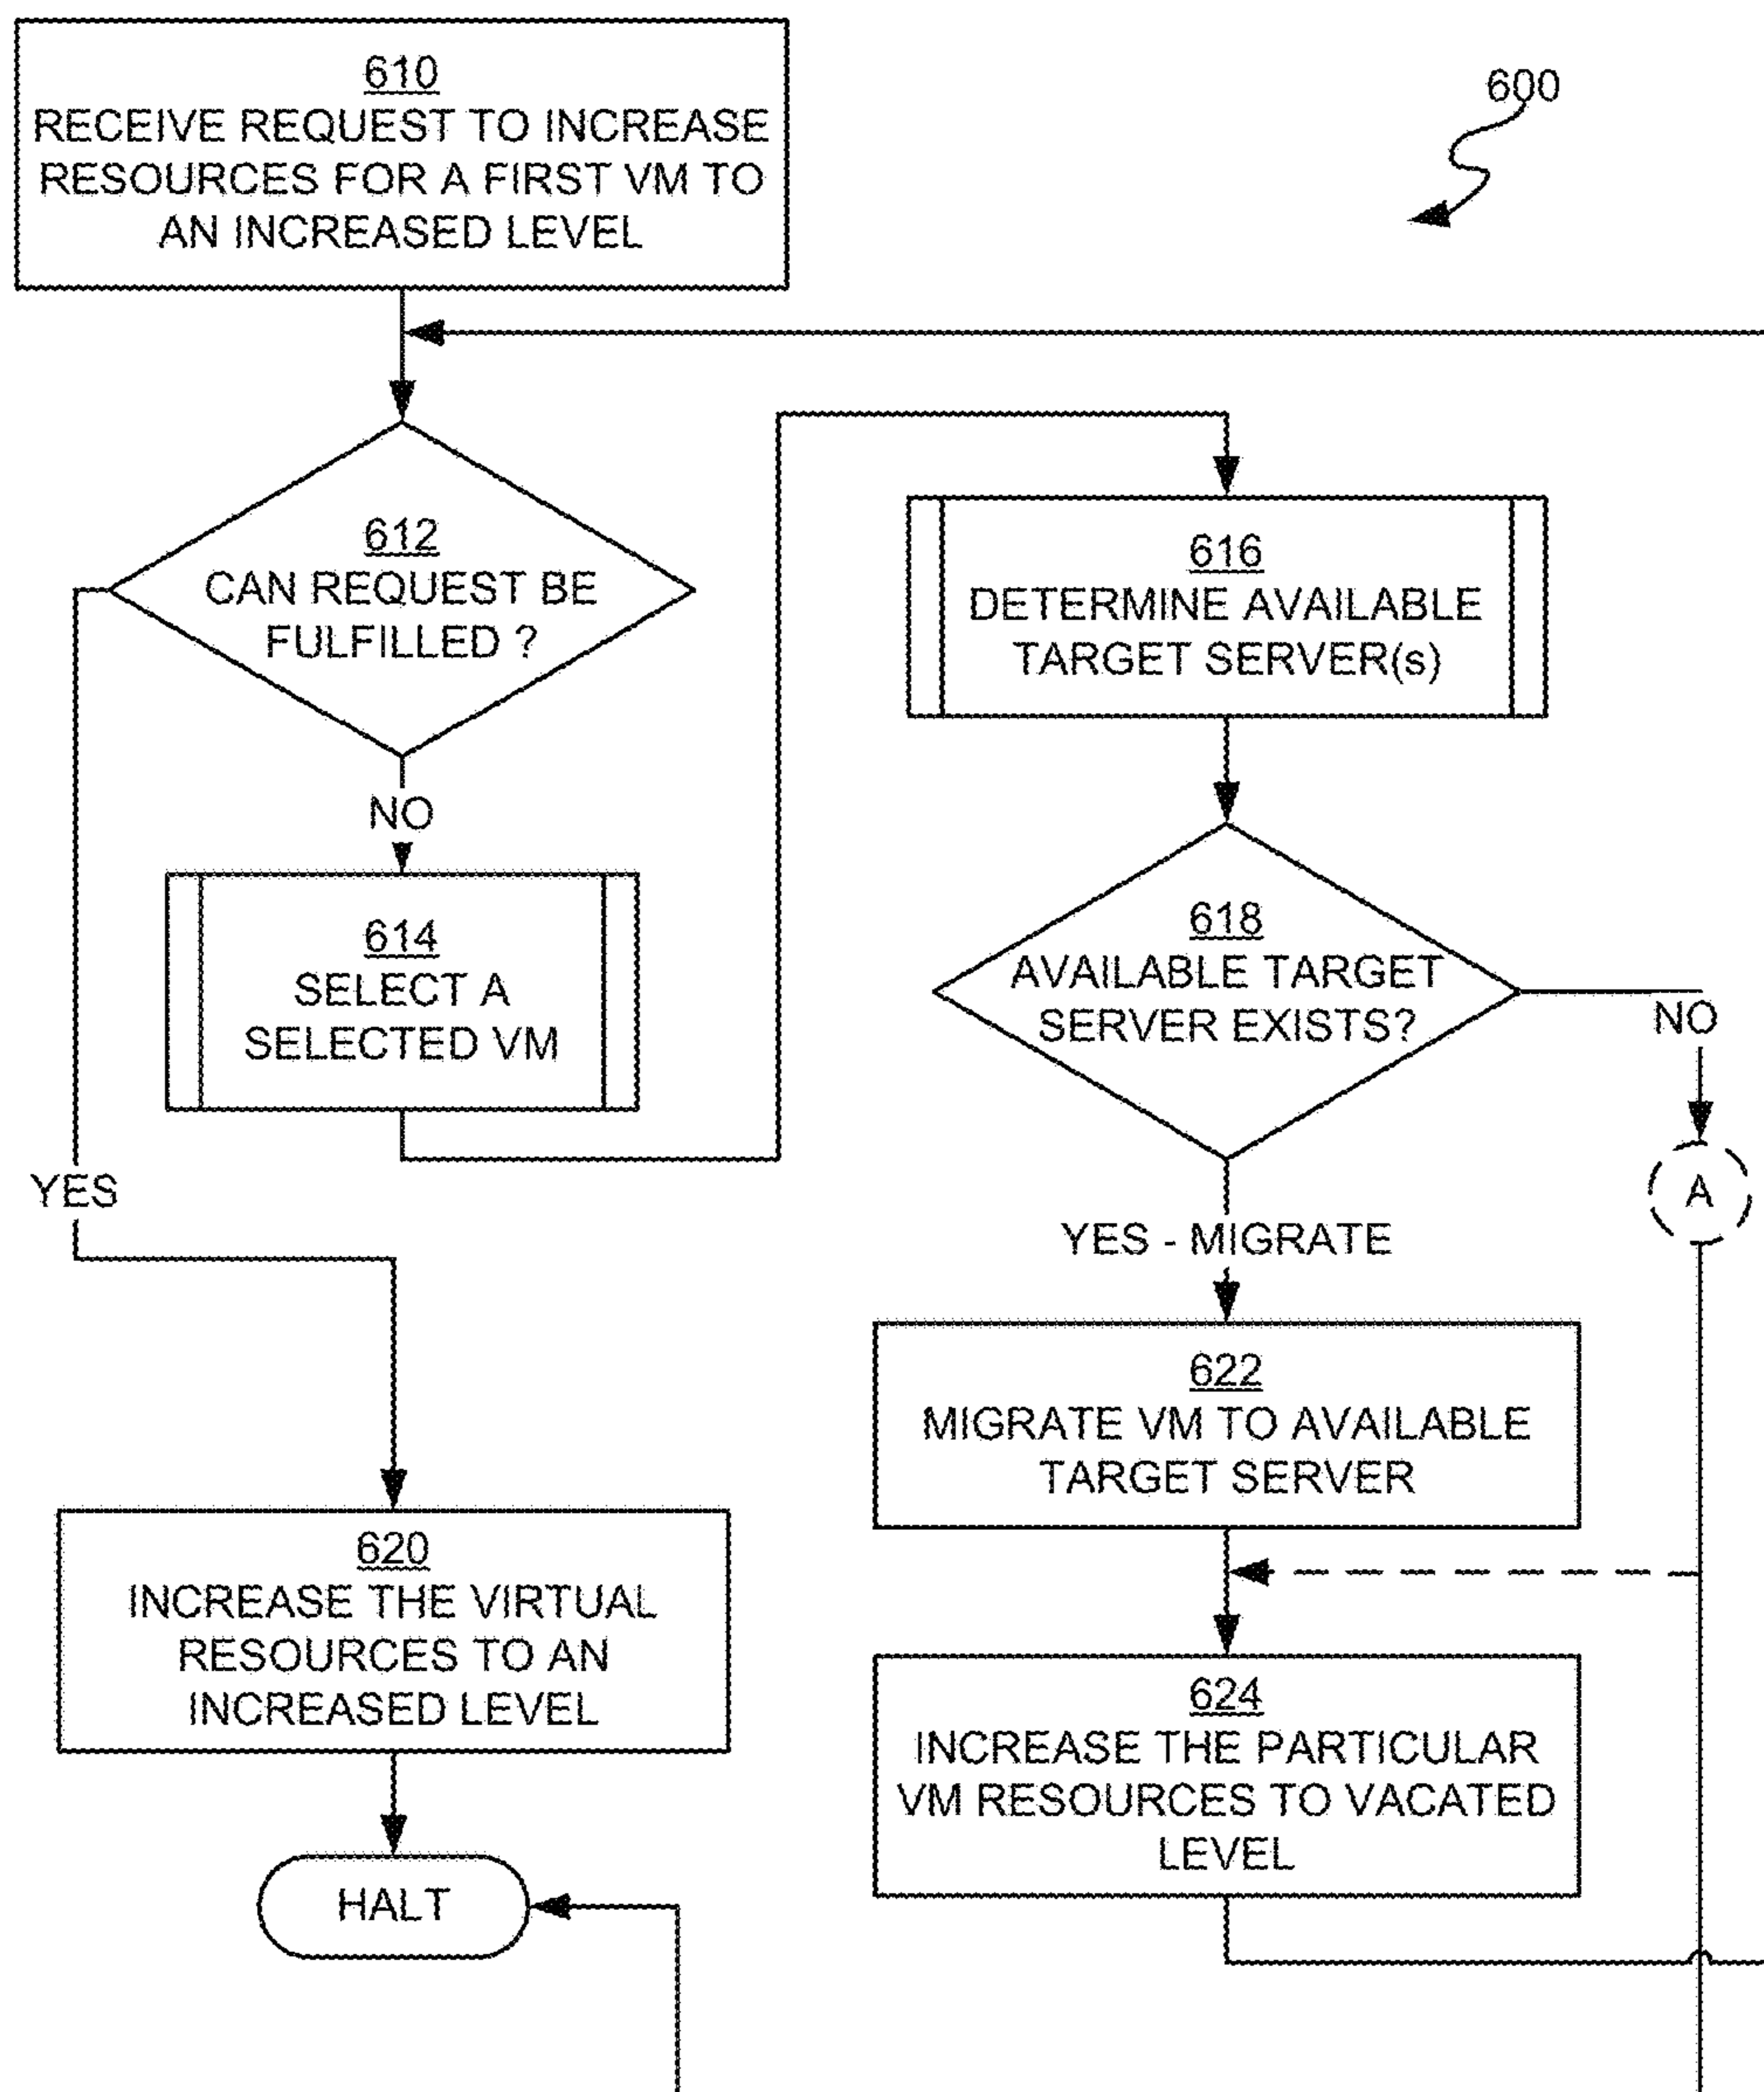 610
RECEIVE REQUEST TO INCREASE
RESOURCES FOR A FIRST VM TO
AN INCREASED LEVEL
600
612
CAN REQUEST BE
FULFILLED ?
NO
614
SELECT A
SELECTED VM
YES
616
DETERMINE AVAILABLE
TARGET SERVER(s)
618
AVAILABLE TARGET
SERVER EXISTS?
NO
A
YES - MIGRATE
622
MIGRATE VM TO AVAILABLE
TARGET SERVER
620
INCREASE THE VIRTUAL
RESOURCES TO AN
INCREASED LEVEL
624
INCREASE THE PARTICULAR
VM RESOURCES TO VACATED
LEVEL
HALT